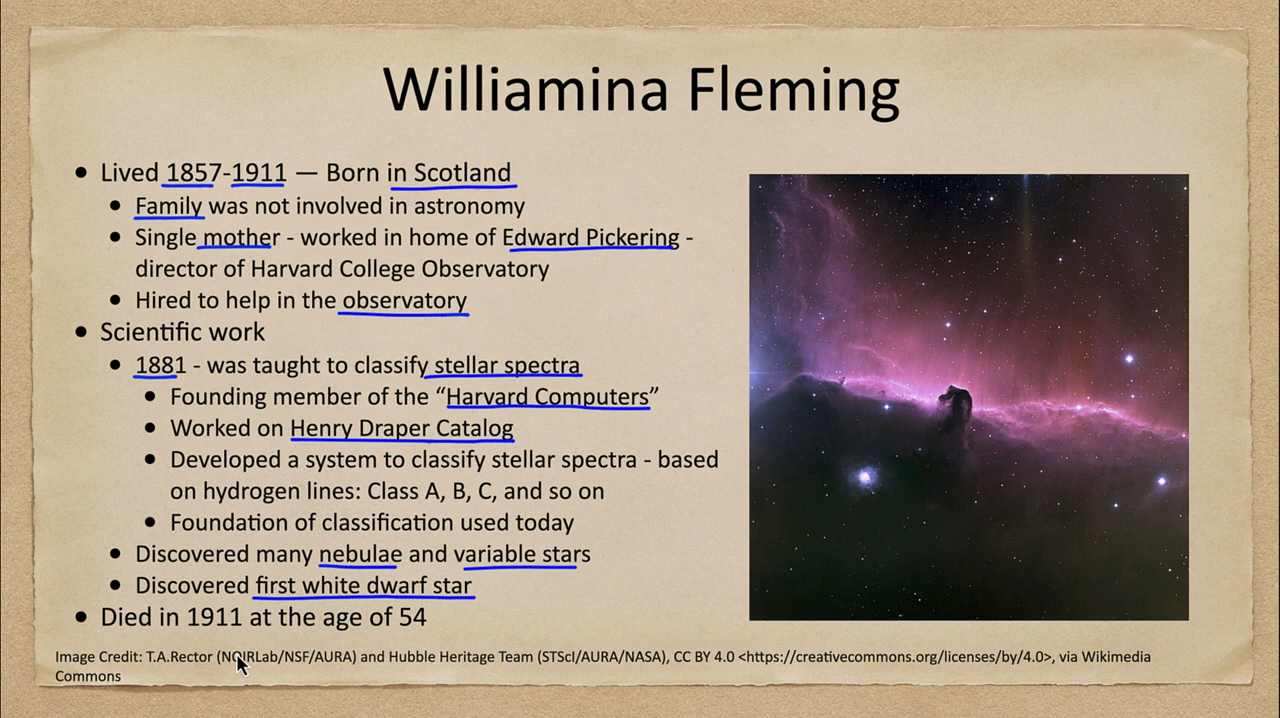 Williamina Fleming
• Lived 1857-1911 — Born in Scotland
• Family was not involved in astronomy
• Single mother - worked in home of Edward Pickering -
director of Harvard College Observatory
• Hired to help in the observatory
• Scientific work
• 1881 - was taught to classify stellar spectra
• Founding member of the “Harvard Computers”
• Worked on Henry Draper Catalog
• Developed a system to classify stellar spectra - based
on hydrogen lines: Class A, B, C, and so on
• Foundation of classification used today
• Discovered many nebulae and variable stars
• Discovered first white dwarf star
• Died in 1911 at the age of 54
Image Credit: T.A.Rector (NOIRLab/NSF/AURA) and Hubble Heritage Team (STScI/AURA/NASA), CC BY 4.0 <https://creativecommons.org/licenses/by/4.0>, via Wikimedia
Commons